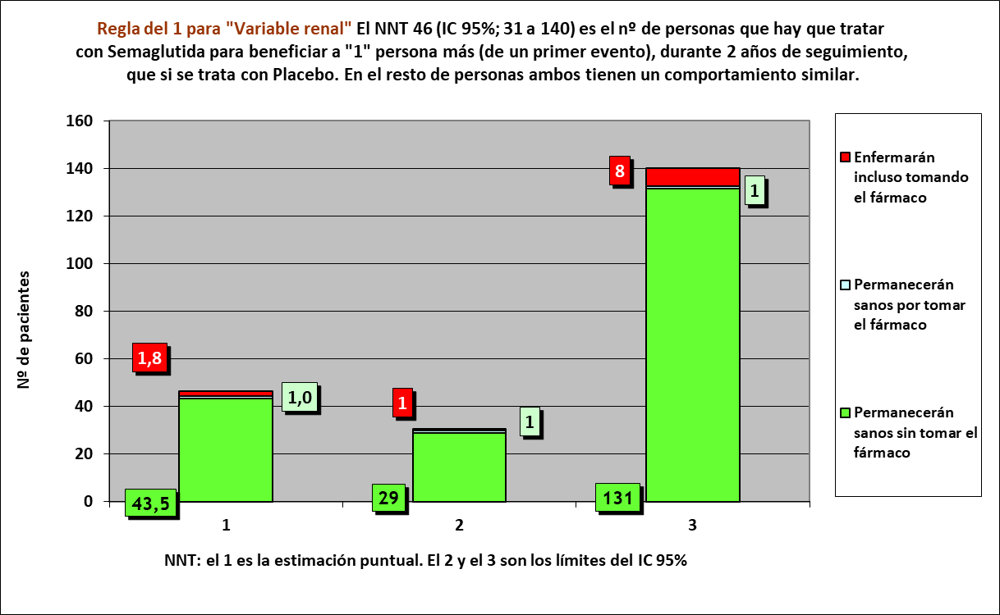 Regla del 1 para "Variable renal" El NNT 46 (IC 95%; 31 a 140) es el nº de personas que hay que tratar
con Semaglutida para beneficiar a "1" persona más (de un primer evento), durante 2 años de seguimiento,
que si se trata con Placebo. En el resto de personas ambos tienen un comportamiento similar.
160
140
120
100
80
60
40
20
0
Nº de pacientes
1,8
1,0
43,5
1
1
29
8
1
131
1
2
3
NNT: el 1 es la estimación puntual. El 2 y el 3 son los límites del IC 95%
Enfermarán
incluso tomando
el fármaco
Permanecerán
sanos por tomar
el fármaco
Permanecerán
sanos sin tomar el
fármaco